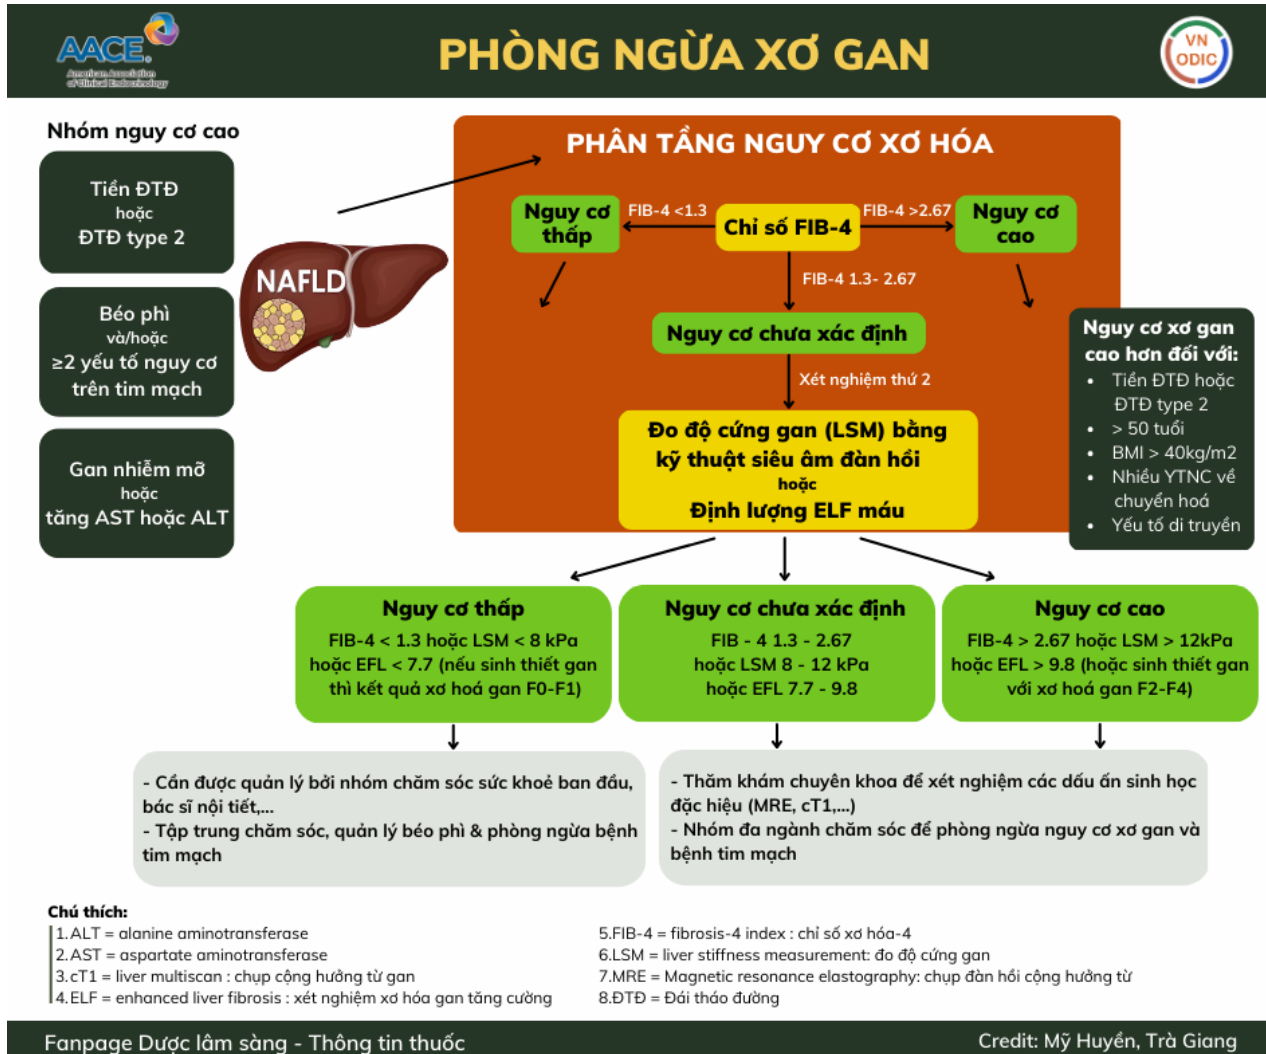 AACE.
American Association
of Clinical Endocrinology
PHÒNG NGỪA XƠ GAN
VN
ODIC
Nhóm nguy cơ cao
Tiền ĐTĐ
hoặc
ĐTĐ type 2
Béo phì
và/hoặc
≥2 yếu tố nguy cơ
trên tim mạch
Gan nhiễm mỡ
hoặc
tăng AST hoặc ALT
NAFLD
PHÂN TẦNG NGUY CƠ XƠ HÓA
Nguy cơ
thấp
FIB-4 <1.3
Chỉ số FIB-4
FIB-4 >2.67
Nguy cơ
cao
FIB-4 1.3- 2.67
Nguy cơ chưa xác định
Xét nghiệm thứ 2
Đo độ cứng gan (LSM) bằng
kỹ thuật siêu âm đàn hồi
hoặc
Định lượng ELF máu
Nguy cơ xơ gan
cao hơn đối với:
• Tiền ĐTĐ hoặc
ĐTĐ type 2
• > 50 tuổi
• BMI > 40kg/m2
• Nhiều YTNC về
chuyển hoá
• Yếu tố di truyền
Nguy cơ thấp
FIB-4 < 1.3 hoặc LSM < 8 kPa
hoặc EFL < 7.7 (nếu sinh thiết gan
thì kết quả xơ hoá gan F0-F1)
Nguy cơ chưa xác định
FIB - 4 1.3 - 2.67
hoặc LSM 8 - 12 kPa
hoặc EFL 7.7 - 9.8
Nguy cơ cao
FIB-4 > 2.67 hoặc LSM > 12kPa
hoặc EFL > 9.8 (hoặc sinh thiết gan
với xơ hoá gan F2-F4)
- Cần được quản lý bởi nhóm chăm sóc sức khoẻ ban đầu,
bác sĩ nội tiết,...
- Tập trung chăm sóc, quản lý béo phì & phòng ngừa bệnh
tim mạch
- Thăm khám chuyên khoa để xét nghiệm các dấu ấn sinh học
đặc hiệu (MRE, cT1,...)
- Nhóm đa ngành chăm sóc để phòng ngừa nguy cơ xơ gan và
bệnh tim mạch
Chú thích:
1.ALT = alanine aminotransferase
2.AST = aspartate aminotransferase
3.cT1 = liver multiscan : chụp cộng hưởng từ gan
4.ELF = enhanced liver fibrosis : xét nghiệm xơ hóa gan tăng cường
5.FIB-4 = fibrosis-4 index : chỉ số xơ hóa-4
6.LSM = liver stiffness measurement: đo độ cứng gan
7.MRE = Magnetic resonance elastography: chụp đàn hồi cộng hưởng từ
8.ĐTĐ = Đái tháo đường
Fanpage Dược lâm sàng - Thông tin thuốc
Credit: Mỹ Huyền, Trà Giang